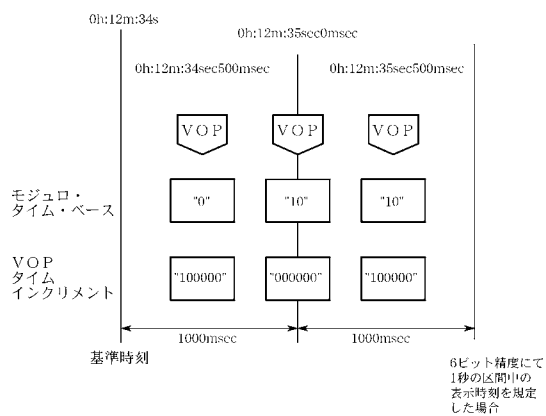 0h:12m:34s
0h:12m:35sec0msec
0h:12m:34sec500msec
0h:12m:35sec500msec
VOP
VOP
VOP
モジュロ・
タイム・ベース
"0"
"10"
"10"
VOP
タイム
インクリメント
"100000"
"000000"
"100000"
1000msec
1000msec
基準時刻
6ビット精度にて
1秒の区間中の
表示時刻を規定
した場合